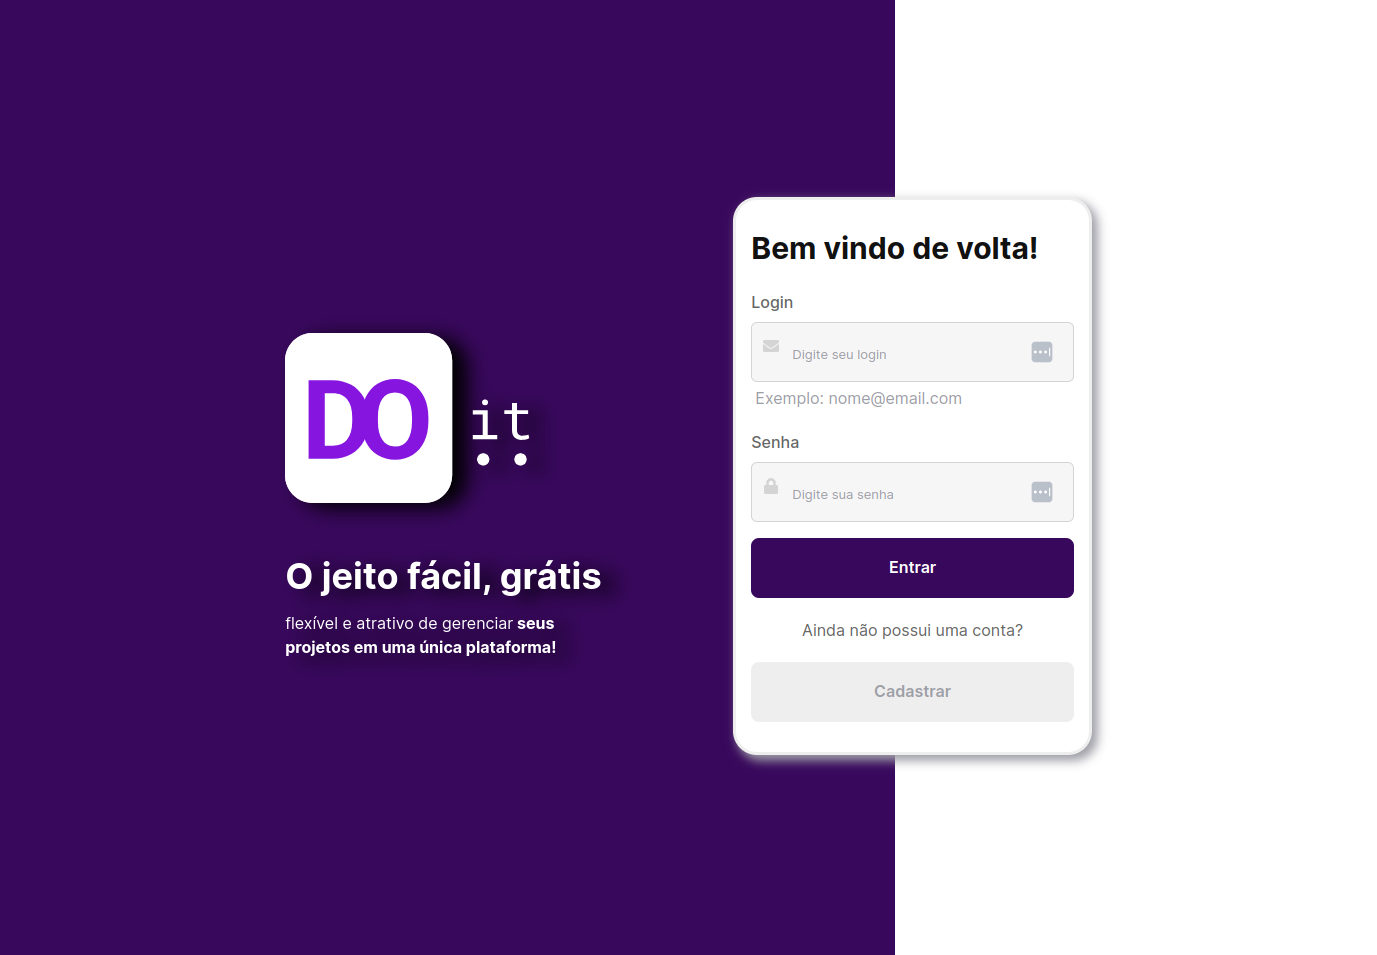 DO
it
O jeito fácil, grátis
flexível e atrativo de gerenciar seus
projetos em uma única plataforma!
Bem vindo de volta!
Login
Digite seu login
Exemplo: nome@email.com
Senha
Digite sua senha
Entrar
Ainda não possui uma conta?
Cadastrar